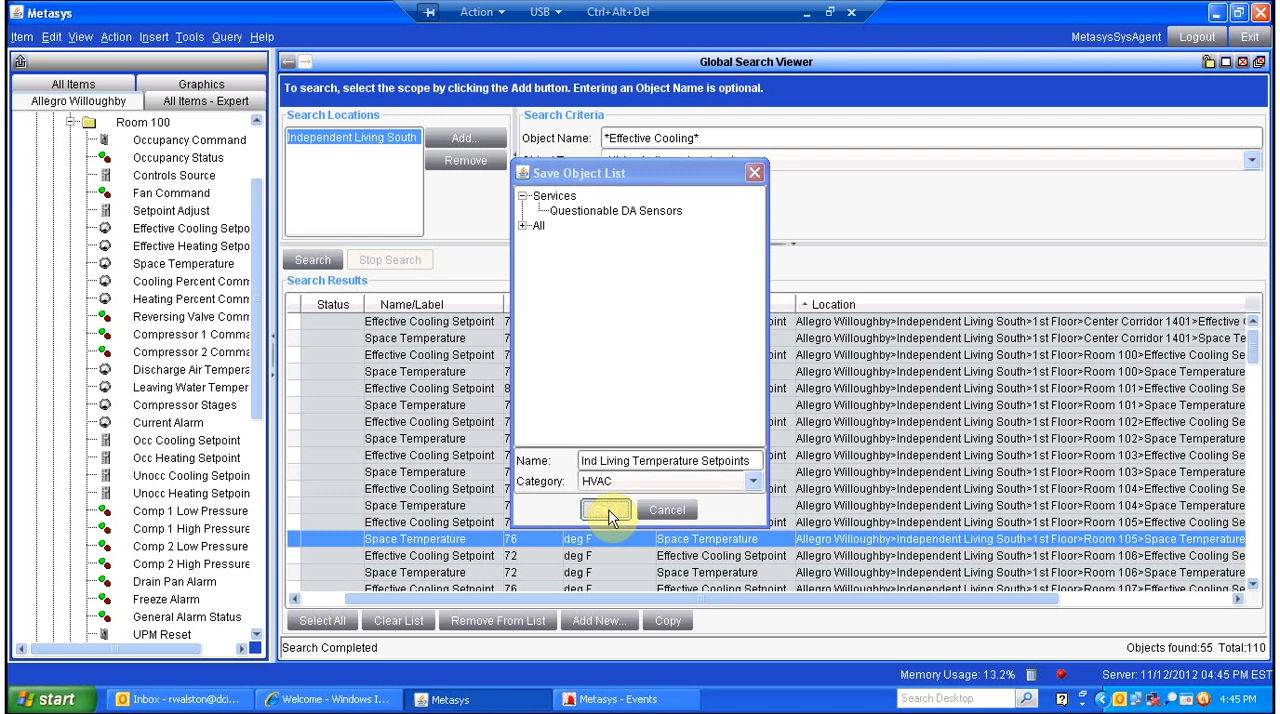 Metasys
Action
USB
Ctrl+Alt+Del
Item Edit View Action Insert Tools Query Help
MetasysSysAgent
Logout
Exit
All Items
Graphics
Allegro Willoughby
All Items - Expert
Room 100
Occupancy Command
Occupancy Status
Controls Source
Fan Command
Setpoint Adjust
Effective Cooling Setpo
Effective Heating Setpo
Space Temperature
Cooling Percent Comm
Heating Percent Comm
Reversing Valve Comm
Compressor 1 Comma
Compressor 2 Comma
Discharge Air Tempera
Leaving Water Temper
Compressor Stages
Current Alarm
Occ Cooling Setpoint
Occ Heating Setpoint
Unocc Cooling Setpoint
Unocc Heating Setpoint
Comp 1 Low Pressure
Comp 1 High Pressure
Comp 2 Low Pressure
Comp 2 High Pressure
Drain Pan Alarm
Freeze Alarm
General Alarm Status
UPM Reset
Global Search Viewer
To search, select the scope by clicking the Add button. Entering an Object Name is optional.
Search Locations
Independent Living South
Add...
Remove
Search Criteria
Object Name: *Effective Cooling*
Search
Stop Search
Save Object List
Services
Questionable DA Sensors
All
Name: Ind Living Temperature Setpoints
Category: HVAC
Cancel
Search Results
Status Name/Label Location
Effective Cooling Setpoint 7 oint Allegro Willoughby>Independent Living South>1st Floor>Center Corridor 1401>Effective C
Space Temperature 7 Allegro Willoughby>Independent Living South>1st Floor>Center Corridor 1401>Space Te
Effective Cooling Setpoint 7 oint Allegro Willoughby>Independent Living South>1st Floor>Room 100>Effective Cooling Se
Space Temperature 7 Allegro Willoughby>Independent Living South>1st Floor>Room 100>Space Temperature
Effective Cooling Setpoint 8 oint Allegro Willoughby>Independent Living South>1st Floor>Room 101>Effective Cooling Se
Space Temperature 7 Allegro Willoughby>Independent Living South>1st Floor>Room 101>Space Temperature
Effective Cooling Setpoint 7 oint Allegro Willoughby>Independent Living South>1st Floor>Room 102>Effective Cooling Se
Space Temperature 7 Allegro Willoughby>Independent Living South>1st Floor>Room 102>Space Temperature
Effective Cooling Setpoint 7 oint Allegro Willoughby>Independent Living South>1st Floor>Room 103>Effective Cooling Se
Space Temperature 7 Allegro Willoughby>Independent Living South>1st Floor>Room 103>Space Temperature
Effective Cooling Setpoint 7 oint Allegro Willoughby>Independent Living South>1st Floor>Room 104>Effective Cooling Se
Space Temperature 7 Allegro Willoughby>Independent Living South>1st Floor>Room 104>Space Temperature
Effective Cooling Setpoint 7 oint Allegro Willoughby>Independent Living South>1st Floor>Room 105>Effective Cooling Se
Space Temperature 76 deg F Space Temperature Allegro Willoughby>Independent Living South>1st Floor>Room 105>Space Temperature
Effective Cooling Setpoint 72 deg F Effective Cooling Setpoint Allegro Willoughby>Independent Living South>1st Floor>Room 106>Effective Cooling Se
Space Temperature 72 deg F Space Temperature Allegro Willoughby>Independent Living South>1st Floor>Room 106>Space Temperature
Effective Cooling Setpoint 76 deg F Effective Cooling Setpoint Allegro Willoughby>Independent Living South>1st Floor>Room 107>Effective Cooling Se
Select All
Clear List
Remove From List
Add New...
Copy
Search Completed
Objects found:55 Total:110
Memory Usage: 13.2%
Server: 11/12/2012 04:45 PM EST
start
Inbox - rwalston@dci...
Welcome - Windows I...
Metasys
Metasys - Events
Search Desktop
4:45 PM